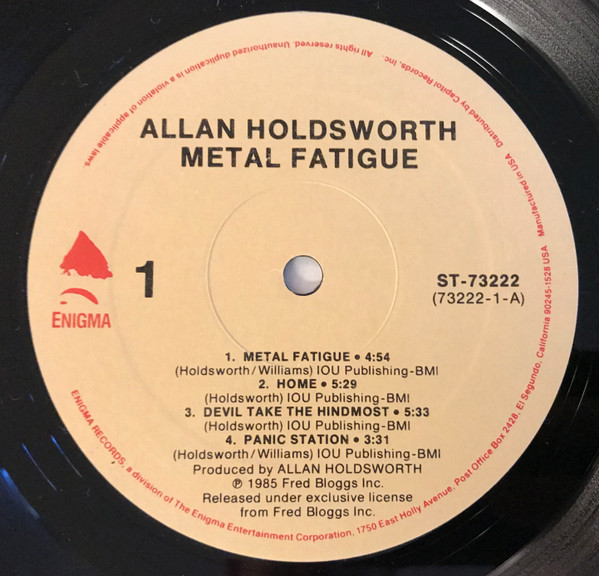 ALLAN HOLDSWORTH
METAL FATIGUE
1
ENIGMA
ST-73222
(73222-1-A)
1. METAL FATIGUE • 4:54
(Holdsworth/Williams) IOU Publishing-BMI
2. HOME • 5:29
(Holdsworth) IOU Publishing-BMI
3. DEVIL TAKE THE HINDMOST • 5:33
(Holdsworth) IOU Publishing-BMI
4. PANIC STATION • 3:31
(Holdsworth/Williams) IOU Publishing-BMI
Produced by ALLAN HOLDSWORTH
℗ 1985 Fred Bloggs Inc.
Released under exclusive license
from Fred Bloggs Inc.
ENIGMA RECORDS, a division of The Enigma Entertainment Corporation, 1750 East Holly Avenue, Post Office Box 2428, El Segundo, California 90245-1528 USA Manufactured in USA Distributed by Capitol Records, Inc. All rights reserved. Unauthorized duplication is a violation of applicable laws.